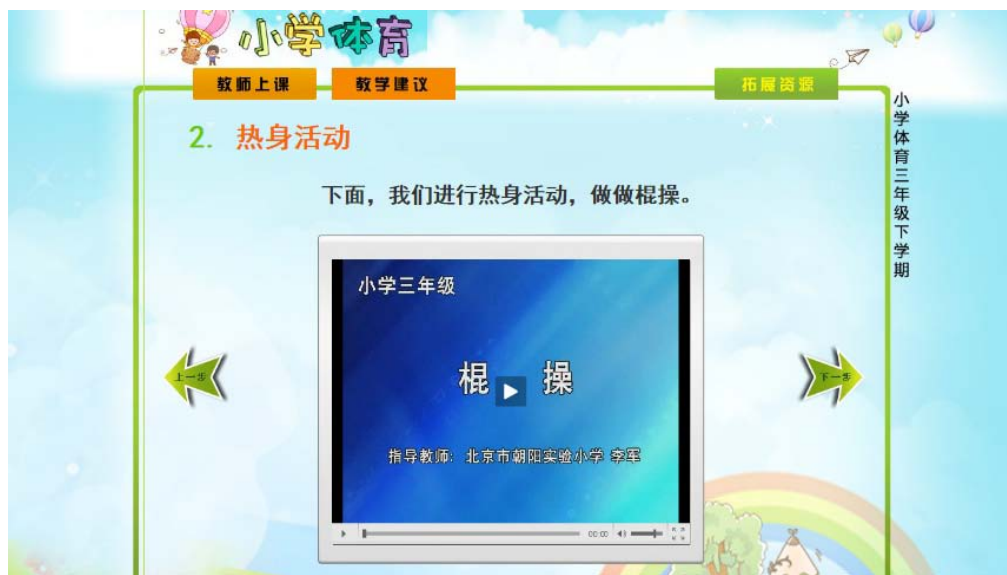 小学体育
教师上课
教学建议
拓展资源
2. 热身活动
下面，我们进行热身活动，做做棍操。
小学三年级
棍 操
指导教师：北京市朝阳实验小学 李军
00:00
上一步
下一步
小学体育三年级下学期